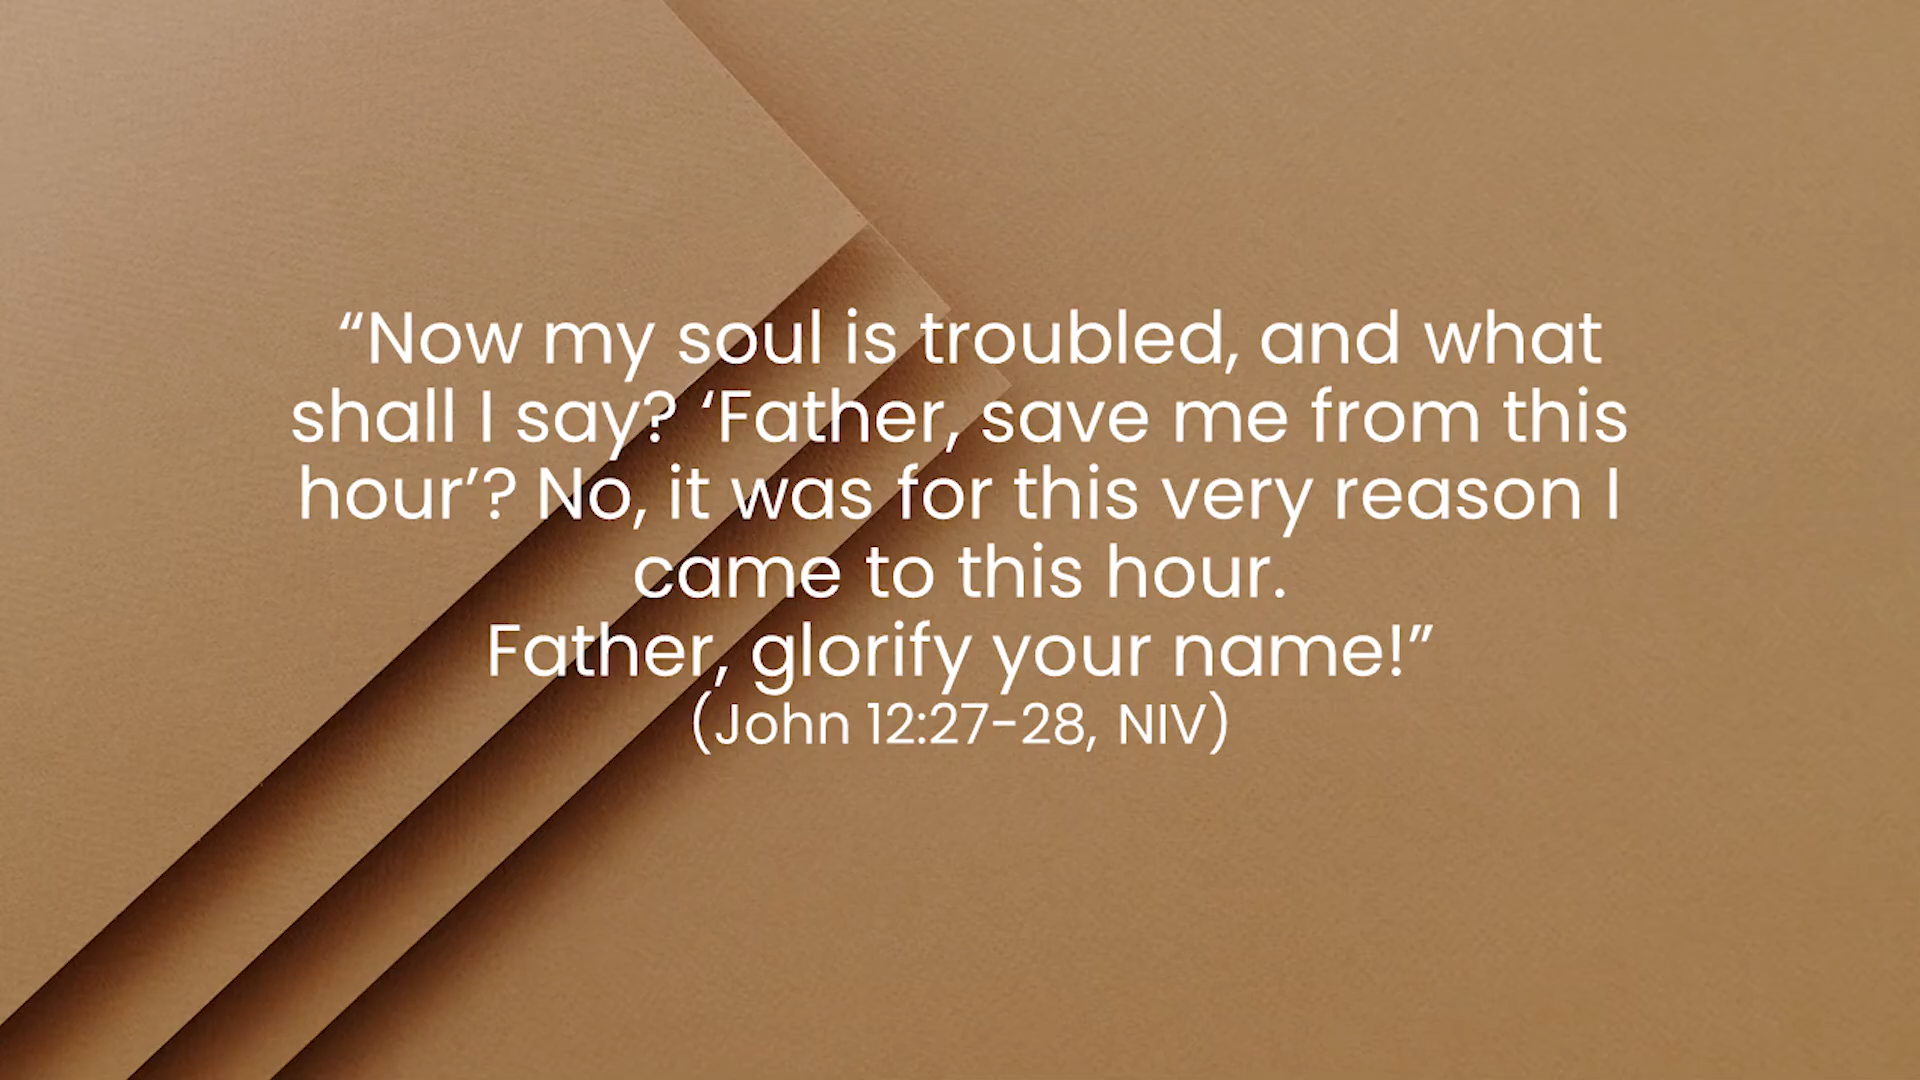 “Now my soul is troubled, and what
shall I say? ‘Father, save me from this
hour’? No, it was for this very reason I
came to this hour.
Father, glorify your name!”
(John 12:27-28, NIV)